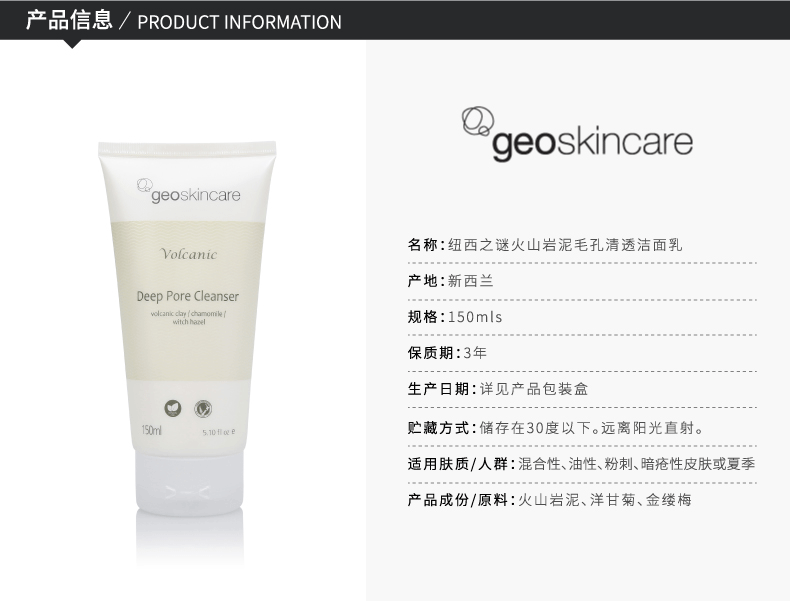 产品信息 / PRODUCT INFORMATION
geoskincare
Volcanic
Deep Pore Cleanser
volcanic clay / chamomile /
witch hazel
150ml 5.10 fl oz e
geoskincare
名称：纽西之谜火山岩泥毛孔清透洁面乳
产地：新西兰
规格：150mls
保质期：3年
生产日期：详见产品包装盒
贮藏方式：储存在30度以下。远离阳光直射。
适用肤质/人群：混合性、油性、粉刺、暗疮性皮肤或夏季
产品成份/原料：火山岩泥、洋甘菊、金缕梅